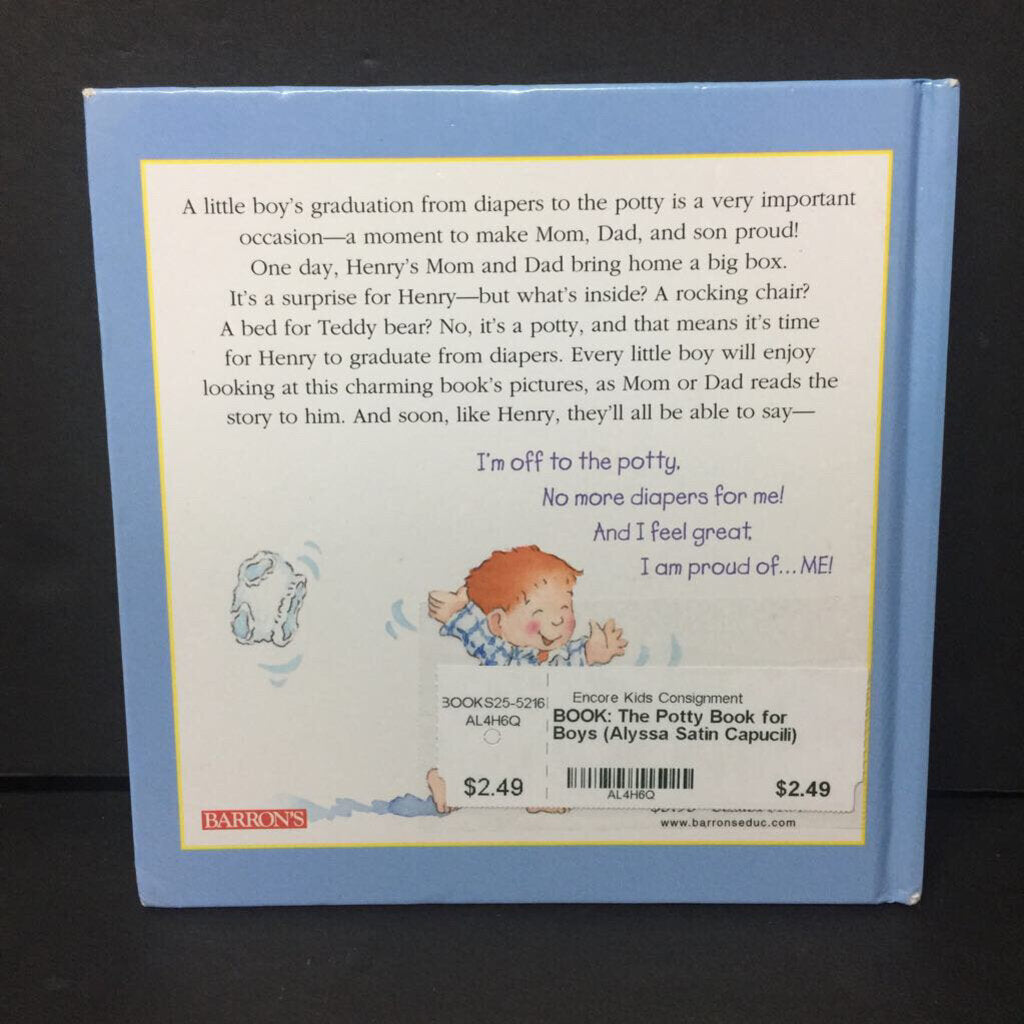 A little boy's graduation from diapers to the potty is a very important
occasion—a moment to make Mom, Dad, and son proud!
One day, Henry's Mom and Dad bring home a big box.
It's a surprise for Henry—but what's inside? A rocking chair?
A bed for Teddy bear? No, it's a potty, and that means it's time
for Henry to graduate from diapers. Every little boy will enjoy
looking at this charming book's pictures, as Mom or Dad reads the
story to him. And soon, like Henry, they'll all be able to say—
I'm off to the potty.
No more diapers for me!
And I feel great,
I am proud of...ME!
BOOKS25-5216
AL4H6Q
$2.49
Encore Kids Consignment
BOOK: The Potty Book for
Boys (Alyssa Satin Capucili)
AL4H6Q
$2.49
BARRON'S
www.barronseduc.com